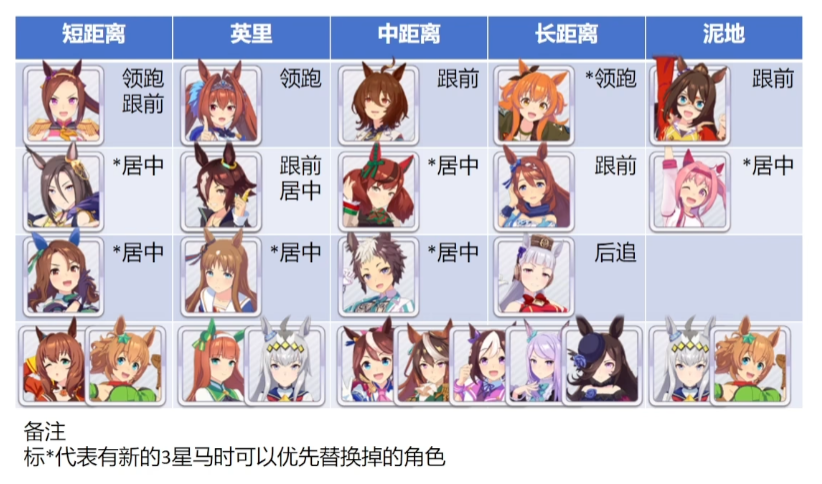 短距离 英里 中距离 长距离 泥地
领跑 领跑 跟前 *领跑 跟前
跟前
*居中 跟前 *居中 跟前 *居中
居中
*居中 *居中 *居中 后追
备注
标*代表有新的3星马时可以优先替换掉的角色